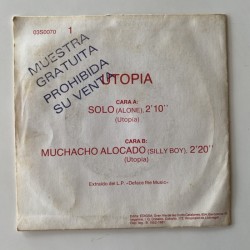 03S0070 1
MUESTRA
GRATUITA
PROHIBIDA
SU VENTA
UTOPIA
CARA A:
SOLO (ALONE), 2'10''
(Utopia)
CARA B:
MUCHACHO ALOCADO (SILLY BOY), 2'20''
(Utopia)
Extraído del L.P. «Deface the Music»